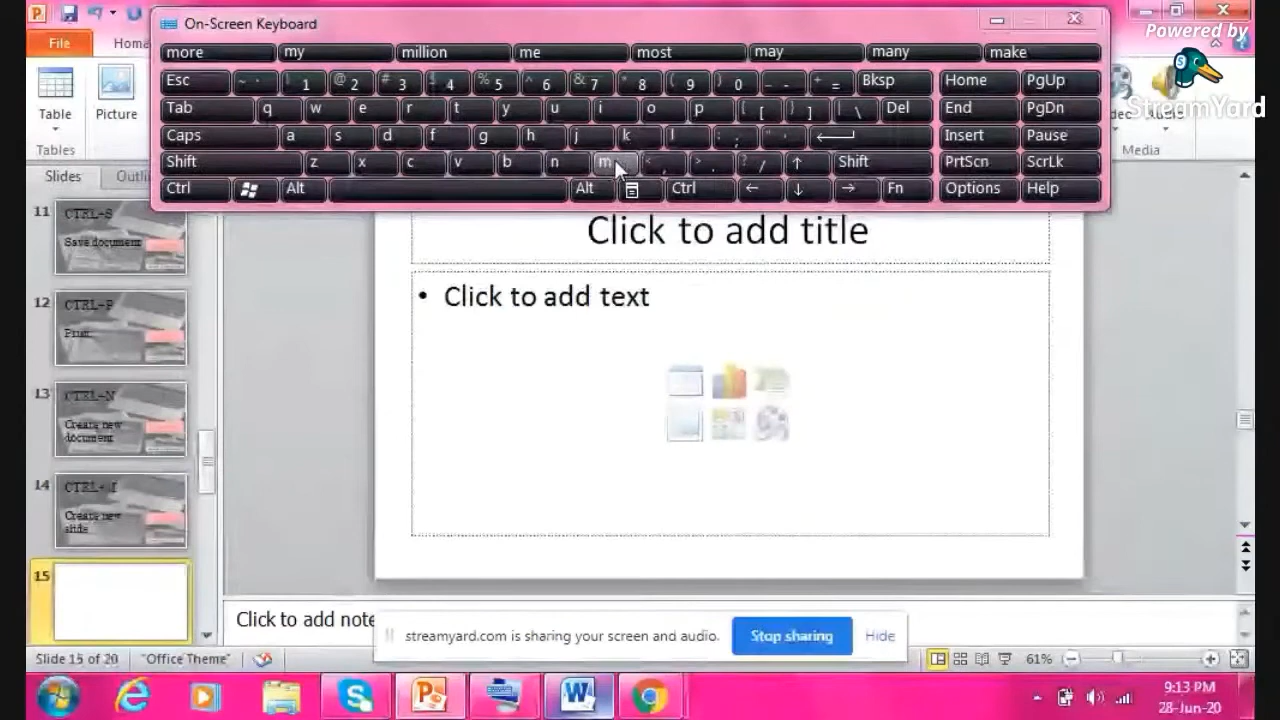 On-Screen Keyboard
Powered by
StreamYard
File
Home
more my million me most may many make
Esc ~ ` ! 1 @ 2 # 3 $ 4 % 5 ^ 6 & 7 * 8 ( 9 ) 0 _ - + = Bksp Home PgUp
Tab q w e r t y u i o p { [ } ] | \ Del End PgDn
Caps a s d f g h j k l : ; " ' Insert Pause
Shift z x c v b n m < , > . ? / ↑ Shift PrtScn ScrLk
Ctrl Alt Alt Ctrl ← ↓ → Fn Options Help
Table
Picture
Audio
Tables
Media
Slides
11
CTRL-S
Save document
12
CTRL-P
Print
13
CTRL-N
Create new
document
14
Create new
slide
15
Click to add title
• Click to add text
Click to add note
streamyard.com is sharing your screen and audio.
Stop sharing
Hide
Slide 15 of 20
"Office Theme"
61%
9:13 PM
28-Jun-20